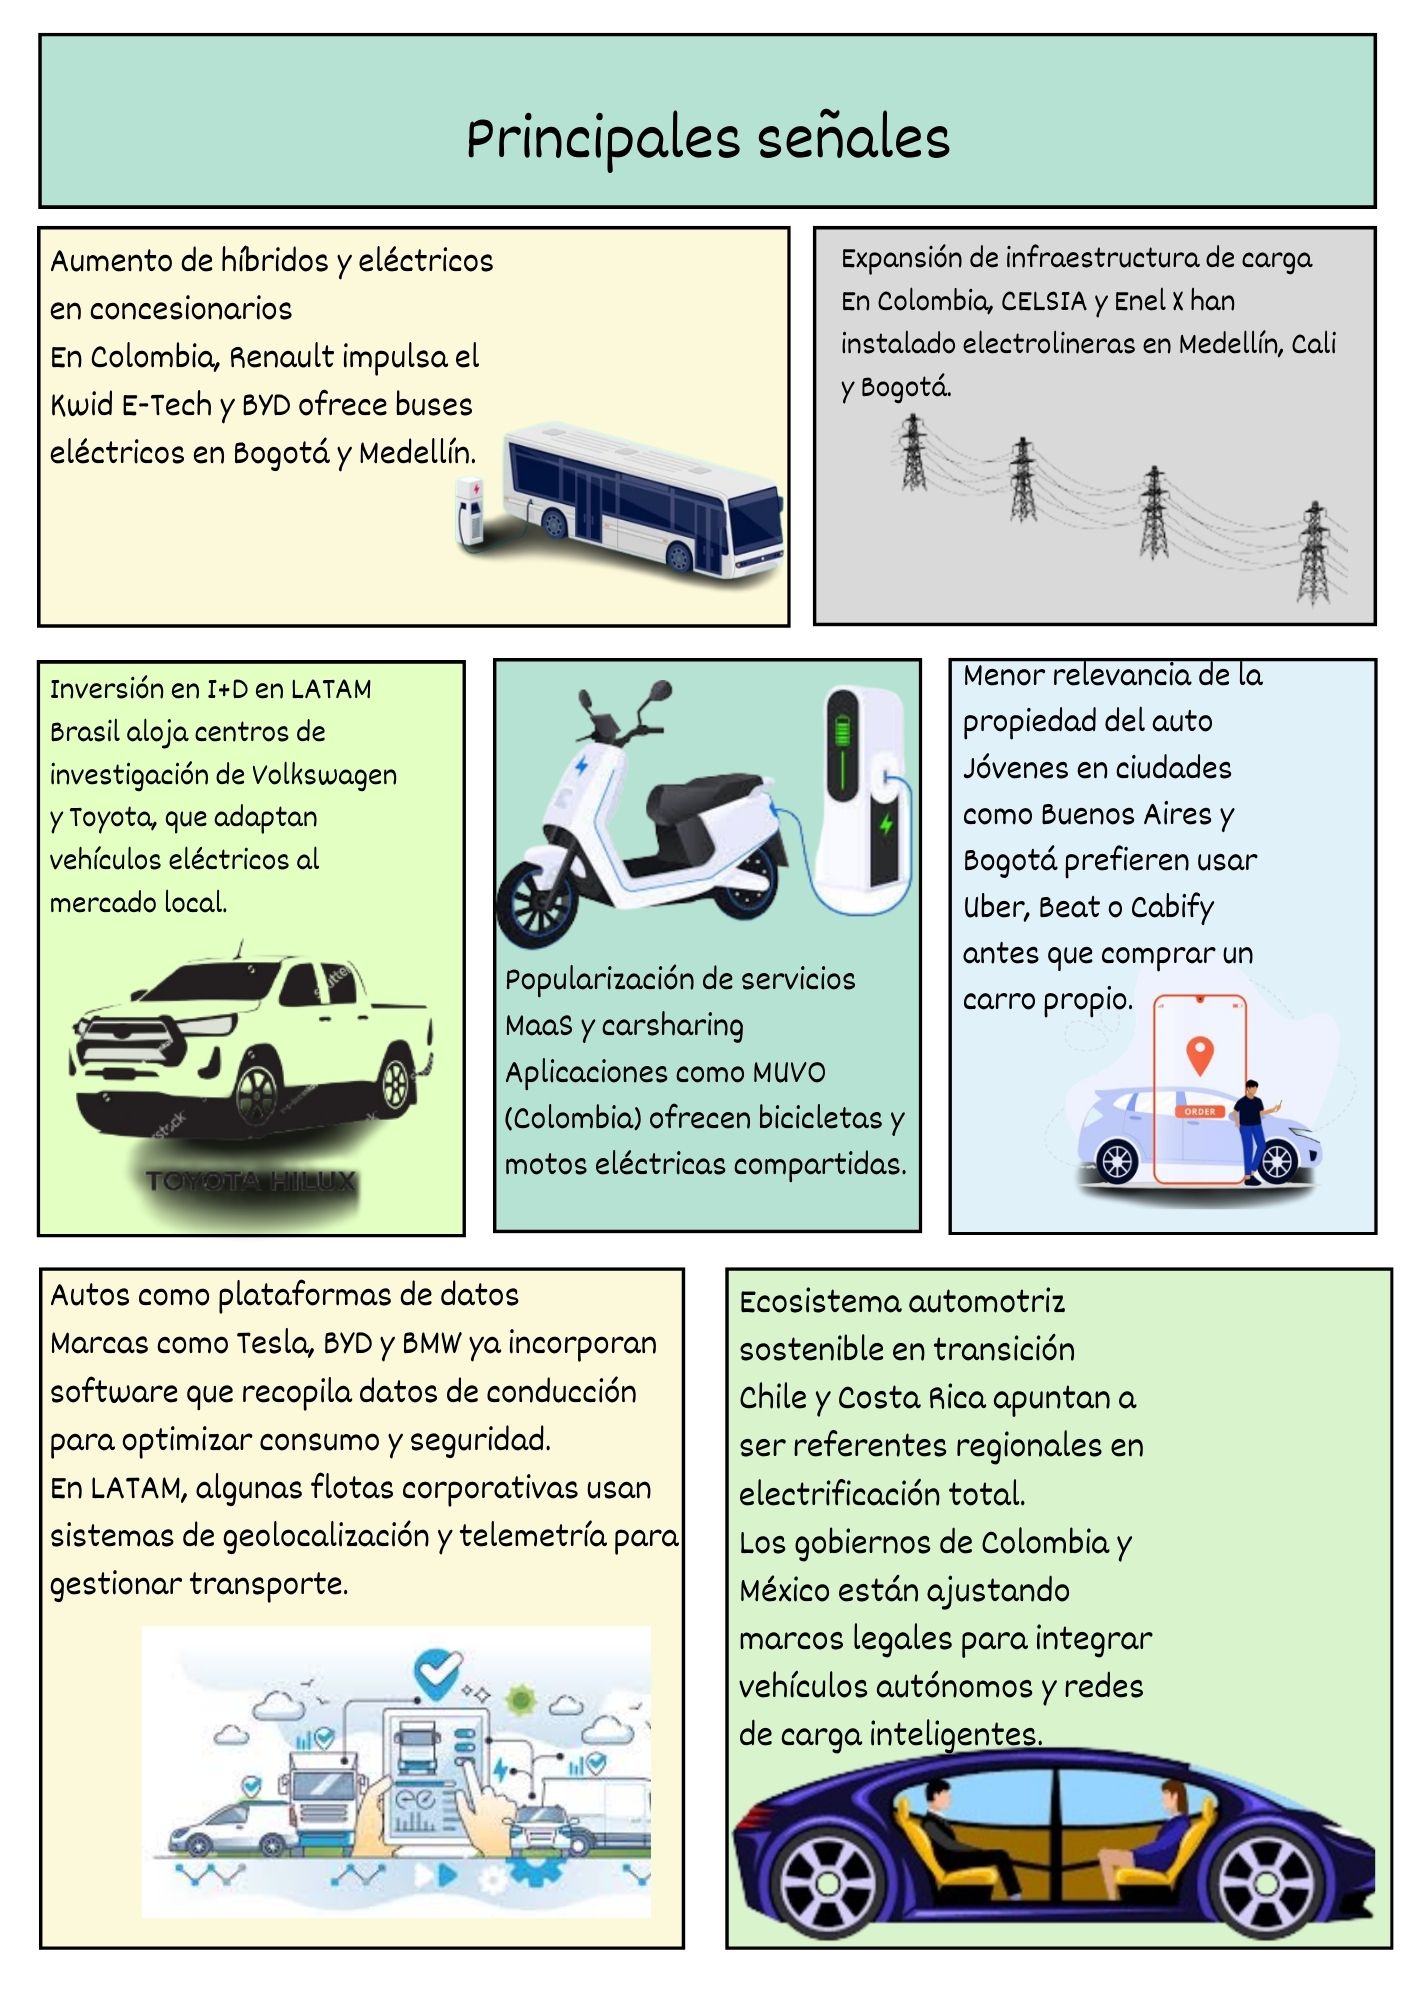 Principales señales
Aumento de híbridos y eléctricos
en concesionarios
En Colombia, Renault impulsa el
Kwid E-Tech y BYD ofrece buses
eléctricos en Bogotá y Medellín.
Expansión de infraestructura de carga
En Colombia, CELSIA y Enel X han
instalado electrolineras en Medellín, Cali
y Bogotá.
Inversión en I+D en LATAM
Brasil aloja centros de
investigación de Volkswagen
y Toyota, que adaptan
vehículos eléctricos al
mercado local.
TOYOTA HILUX
Popularización de servicios
MaaS y carsharing
Aplicaciones como MUVO
(Colombia) ofrecen bicicletas y
motos eléctricas compartidas.
Menor relevancia de la
propiedad del auto
Jóvenes en ciudades
como Buenos Aires y
Bogotá prefieren usar
Uber, Beat o Cabify
antes que comprar un
carro propio.
ORDER
Autos como plataformas de datos
Marcas como Tesla, BYD y BMW ya incorporan
software que recopila datos de conducción
para optimizar consumo y seguridad.
En LATAM, algunas flotas corporativas usan
sistemas de geolocalización y telemetría para
gestionar transporte.
Ecosistema automotriz
sostenible en transición
Chile y Costa Rica apuntan a
ser referentes regionales en
electrificación total.
Los gobiernos de Colombia y
México están ajustando
marcos legales para integrar
vehículos autónomos y redes
de carga inteligentes.